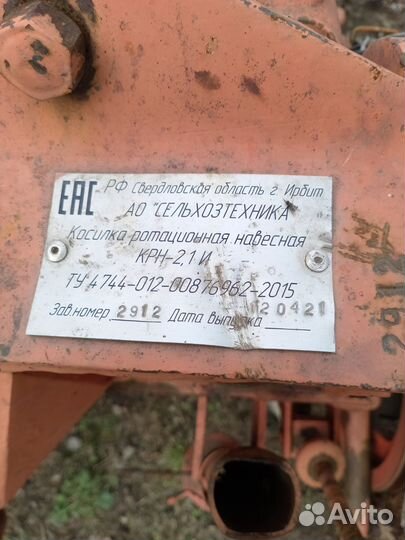 EAC РФ Свердловская область г. Ирбит
АО "СЕЛЬХОЗТЕХНИКА"
Косилка ротационная навесная
КРН-2,1 И
ТУ 4744-012-00876962-2015
Зав.номер 2912 Дата выпуска 120421
2912
Avito